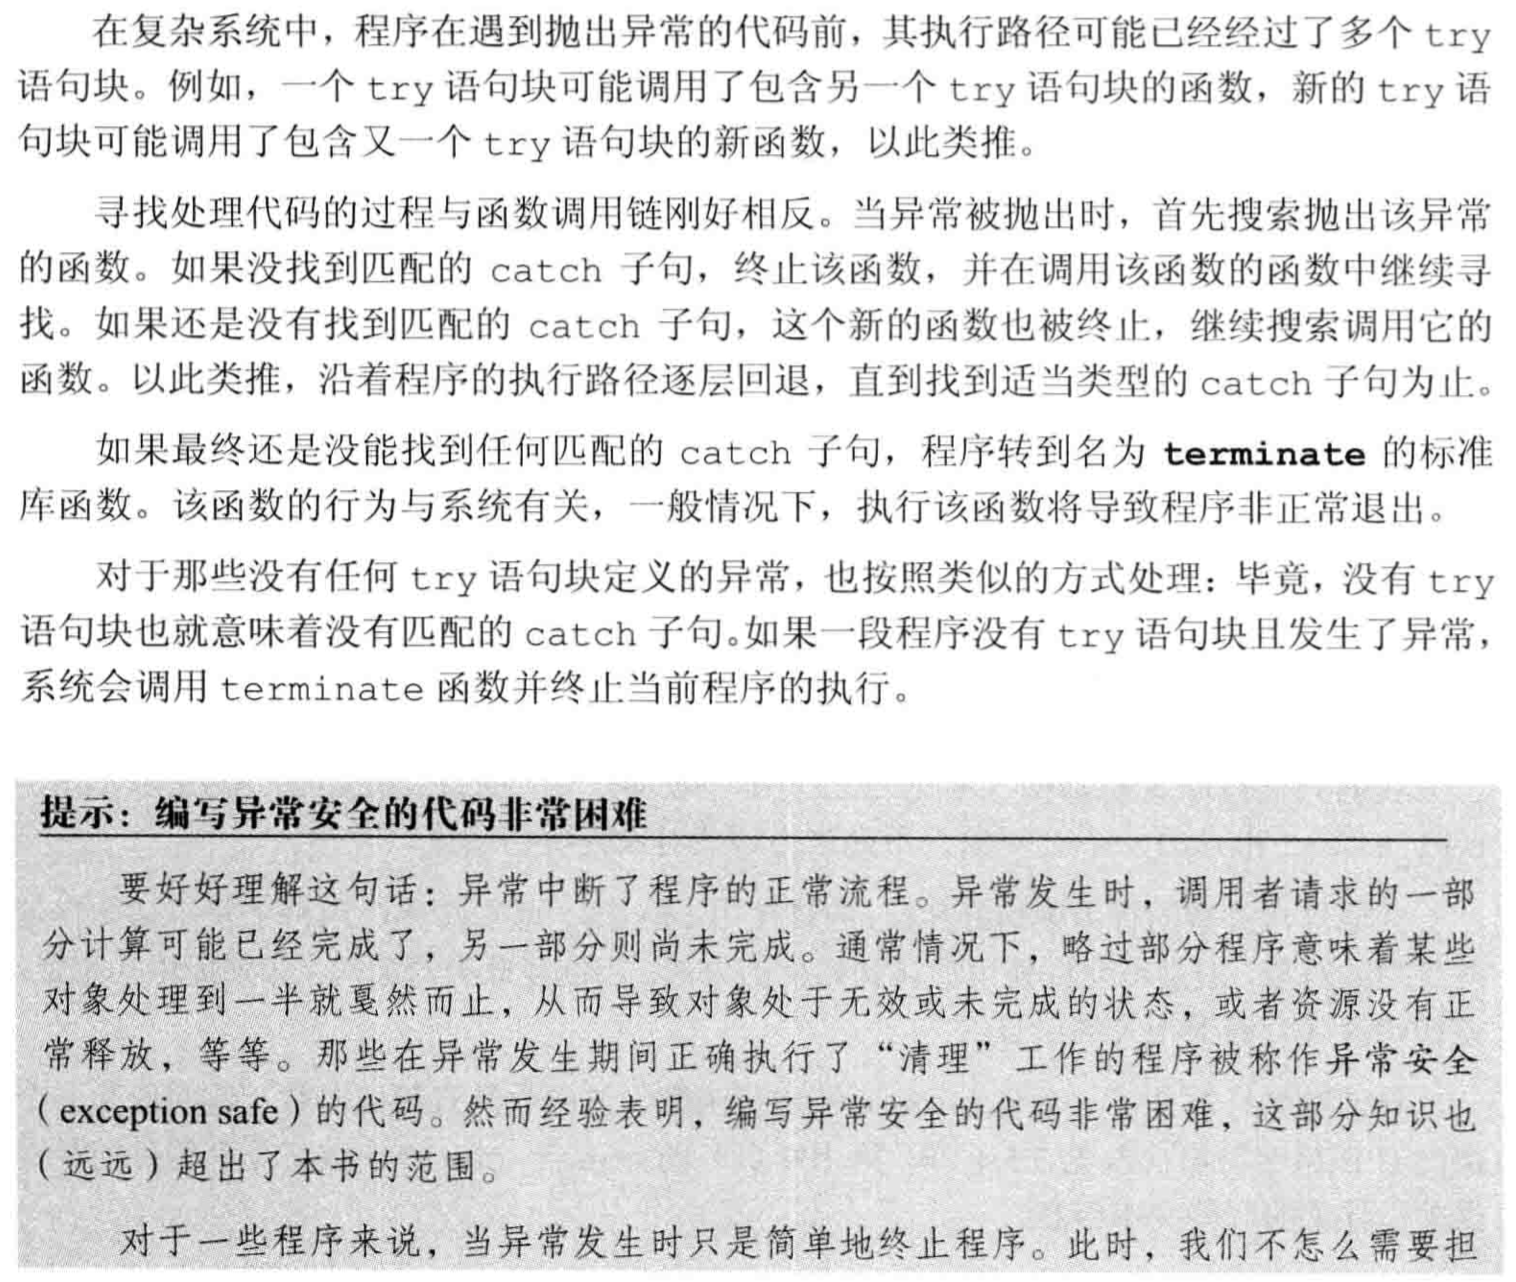 在复杂系统中，程序在遇到抛出异常的代码前，其执行路径可能已经经过了多个 try
语句块。例如，一个 try 语句块可能调用了包含另一个 try 语句块的函数，新的 try 语
句块可能调用了包含又一个 try 语句块的新函数，以此类推。
寻找处理代码的过程与函数调用链刚好相反。当异常被抛出时，首先搜索抛出该异常
的函数。如果没找到匹配的 catch 子句，终止该函数，并在调用该函数的函数中继续寻
找。如果还是没有找到匹配的 catch 子句，这个新的函数也被终止，继续搜索调用它的
函数。以此类推，沿着程序的执行路径逐层回退，直到找到适当类型的 catch 子句为止。
如果最终还是没能找到任何匹配的 catch 子句，程序转到名为 terminate 的标准
库函数。该函数的行为与系统有关，一般情况下，执行该函数将导致程序非正常退出。
对于那些没有任何 try 语句块定义的异常，也按照类似的方式处理：毕竟，没有 try
语句块也就意味着没有匹配的 catch 子句。如果一段程序没有 try 语句块且发生了异常，
系统会调用 terminate 函数并终止当前程序的执行。
提示：编写异常安全的代码非常困难
要好好理解这句话：异常中断了程序的正常流程。异常发生时，调用者请求的一部
分计算可能已经完成了，另一部分则尚未完成。通常情况下，略过部分程序意味着某些
对象处理到一半就戛然而止，从而导致对象处于无效或未完成的状态，或者资源没有正
常释放，等等。那些在异常发生期间正确执行了“清理”工作的程序被称作异常安全
（exception safe）的代码。然而经验表明，编写异常安全的代码非常困难，这部分知识也
（远远）超出了本书的范围。
对于一些程序来说，当异常发生时只是简单地终止程序。此时，我们不怎么需要担